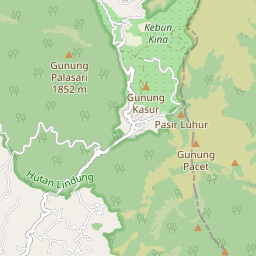 Kebun
Kina
Gunung
Palasari
1852 m
Gunung
Kasur
Pasir Luhur
Gunung
Pacet
Hutan Lindung